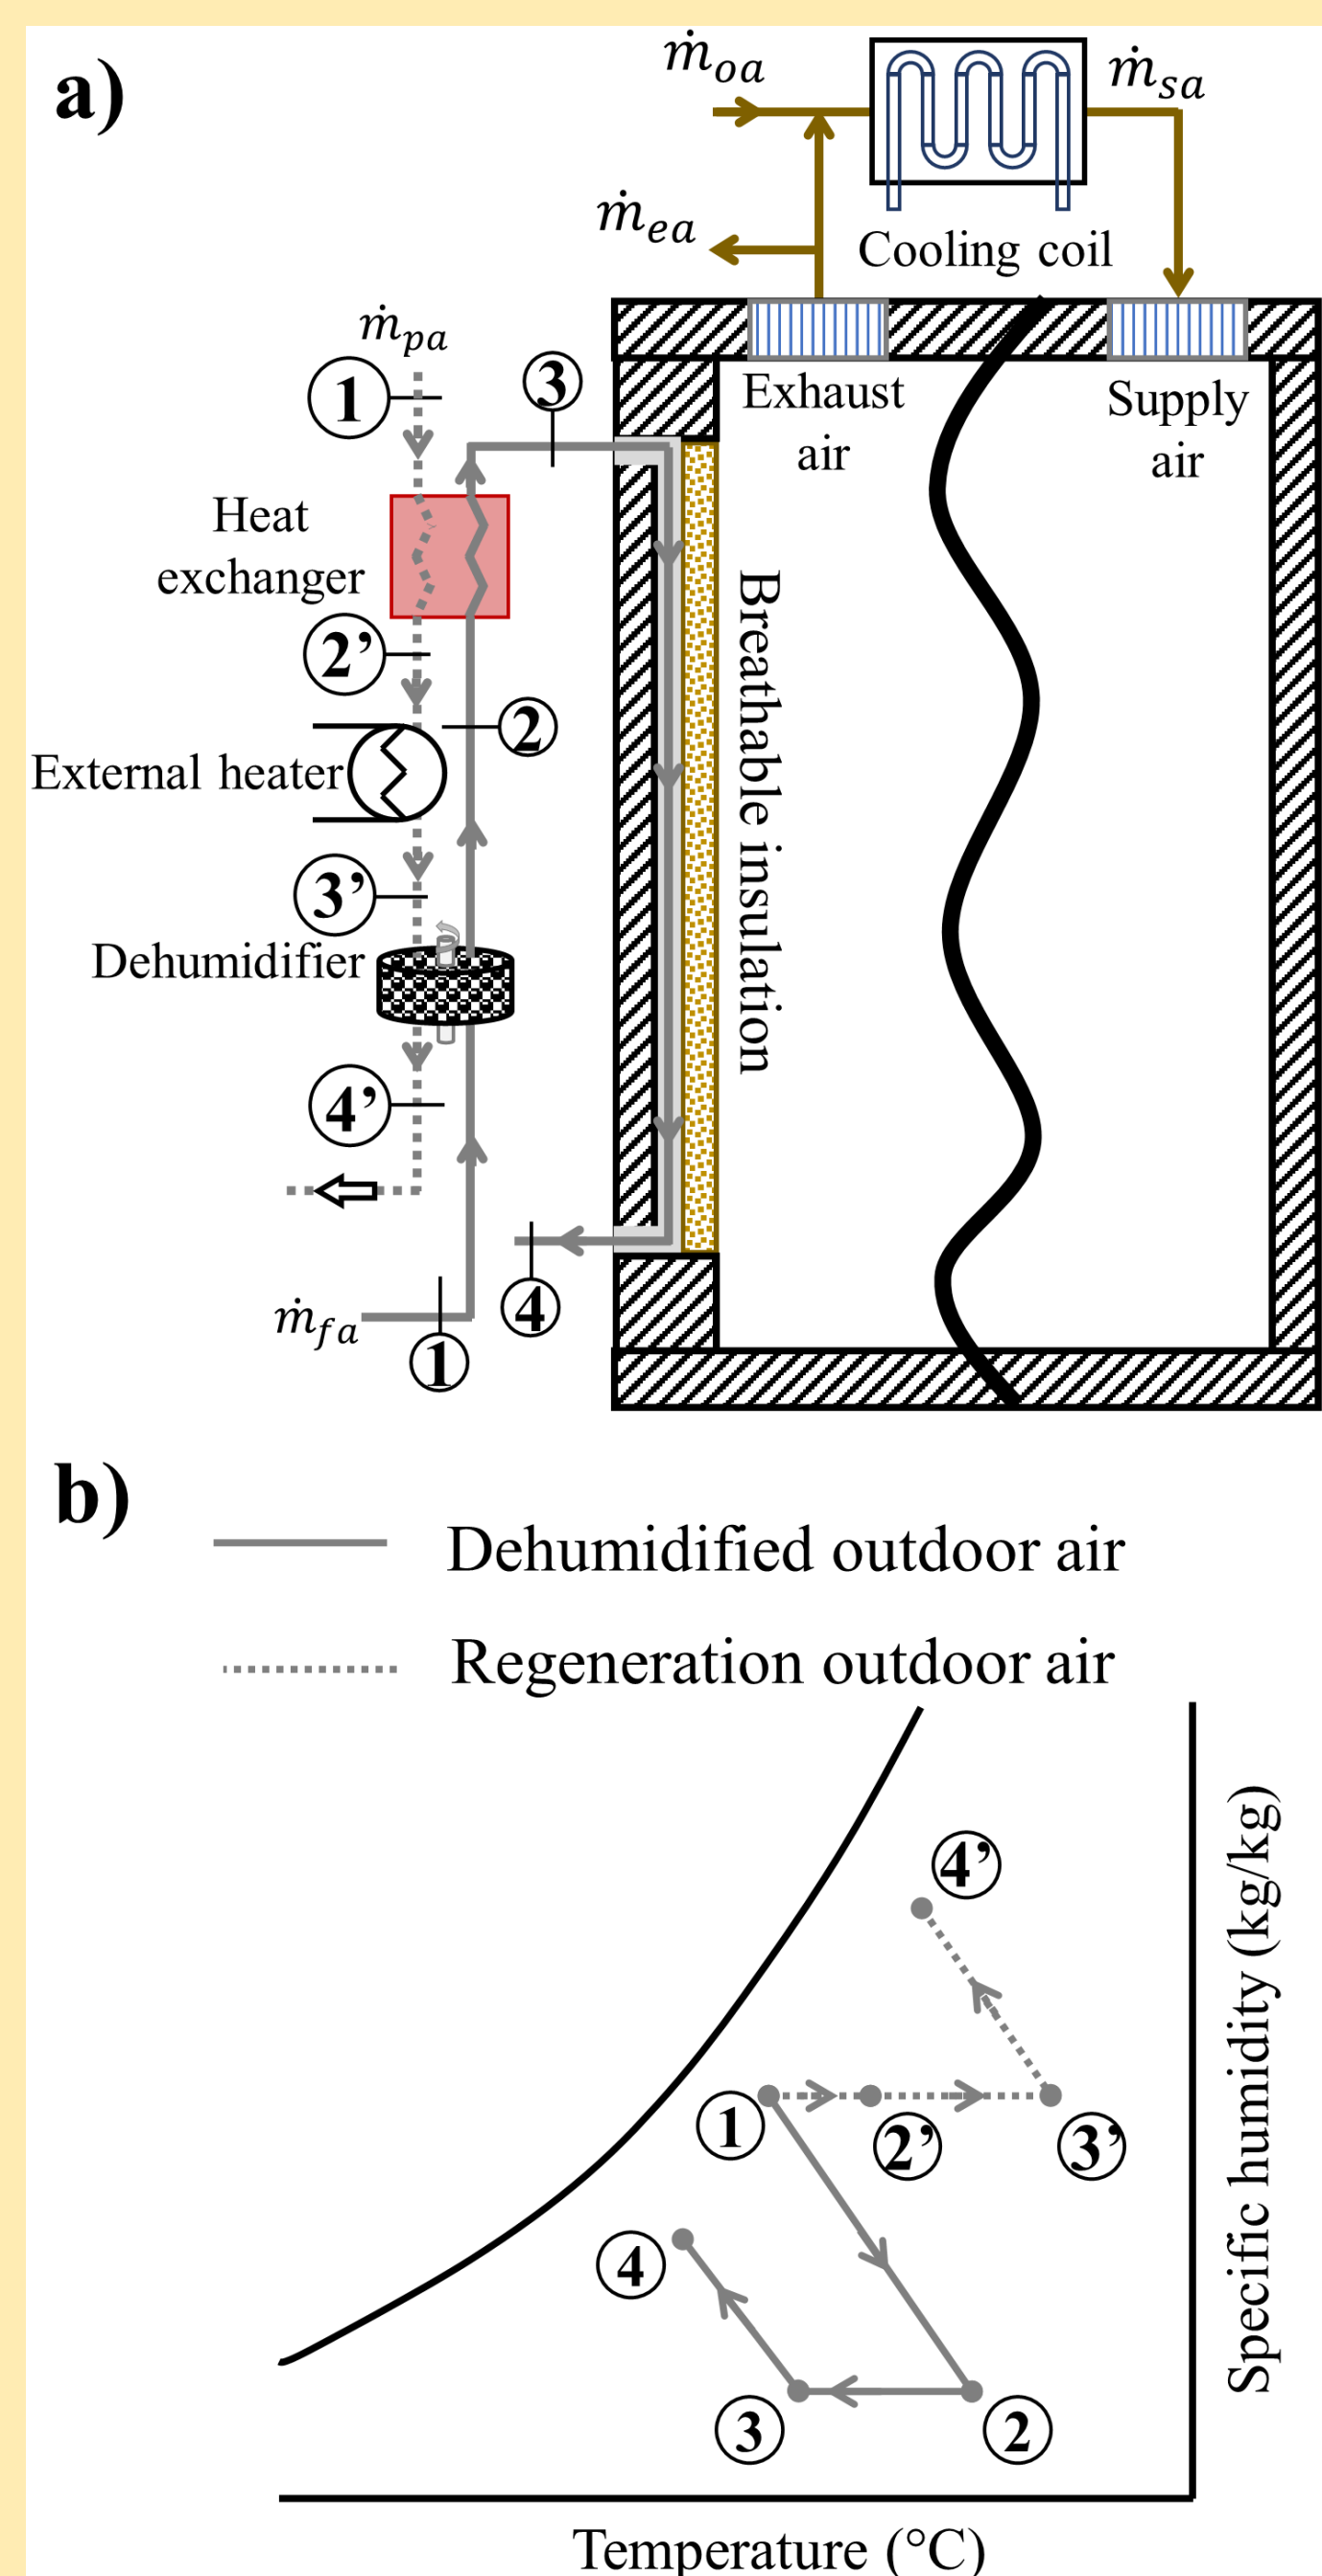 a)
ṁoa
ṁsa
ṁea
Cooling coil
ṁpa
1
3
Exhaust
air
Supply
air
Heat
exchanger
2’
2
External heater
Breathable insulation
3’
Dehumidifier
4’
4
ṁfa
1
b)
Dehumidified outdoor air
Regeneration outdoor air
4’
1
2’
3’
4
3
2
Specific humidity (kg/kg)
Temperature (°C)